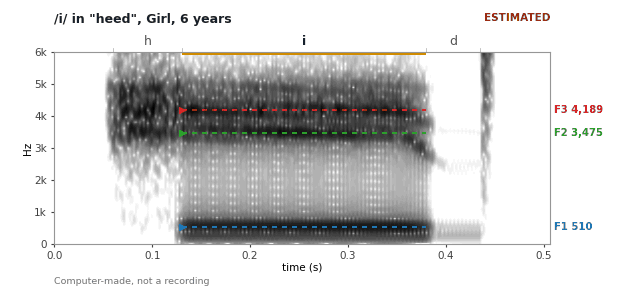 /i/ in "heed", Girl, 6 years
ESTIMATED
h i d
6k
5k
4k
3k
2k
1k
0
Hz
F3 4,189
F2 3,475
F1 510
0.0 0.1 0.2 0.3 0.4 0.5
time (s)
Computer-made, not a recording